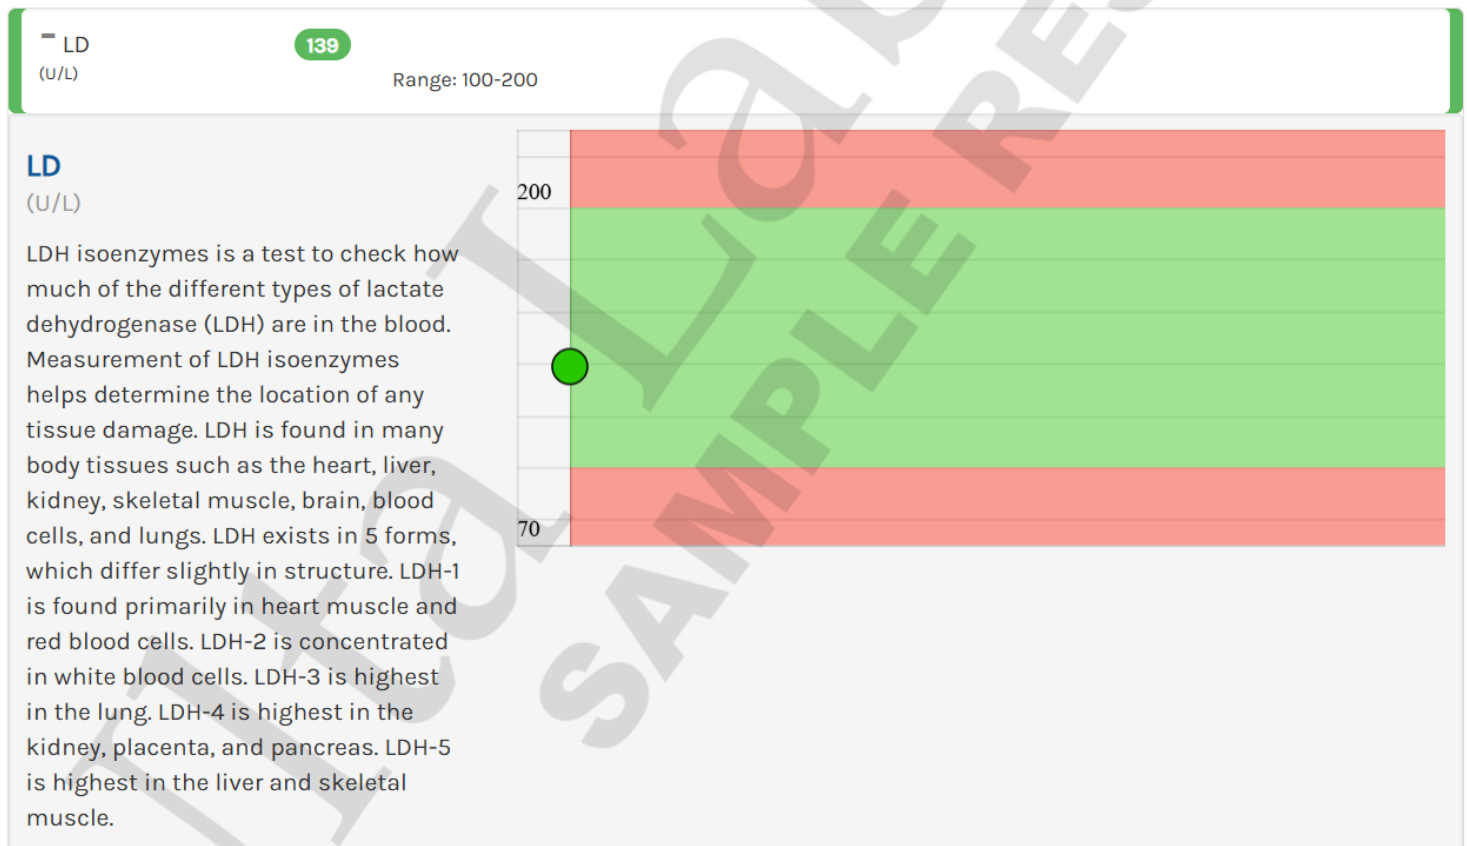 LD
139
(U/L)
Range: 100-200
LD
(U/L)
LDH isoenzymes is a test to check how
much of the different types of lactate
dehydrogenase (LDH) are in the blood.
Measurement of LDH isoenzymes
helps determine the location of any
tissue damage. LDH is found in many
body tissues such as the heart, liver,
kidney, skeletal muscle, brain, blood
cells, and lungs. LDH exists in 5 forms,
which differ slightly in structure. LDH-1
is found primarily in heart muscle and
red blood cells. LDH-2 is concentrated
in white blood cells. LDH-3 is highest
in the lung. LDH-4 is highest in the
kidney, placenta, and pancreas. LDH-5
is highest in the liver and skeletal
muscle.
200
70
SAMPLE